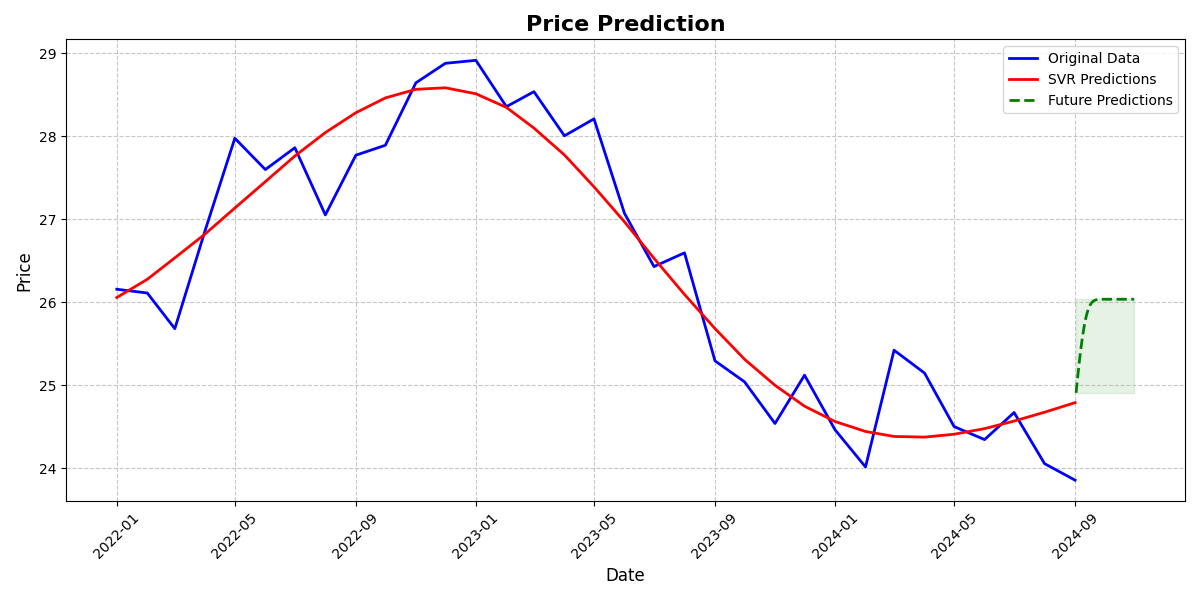 Price Prediction
Original Data
SVR Predictions
Future Predictions
Price
29
28
27
26
25
24
2022-01
2022-05
2022-09
2023-01
2023-05
2023-09
2024-01
2024-05
2024-09
Date